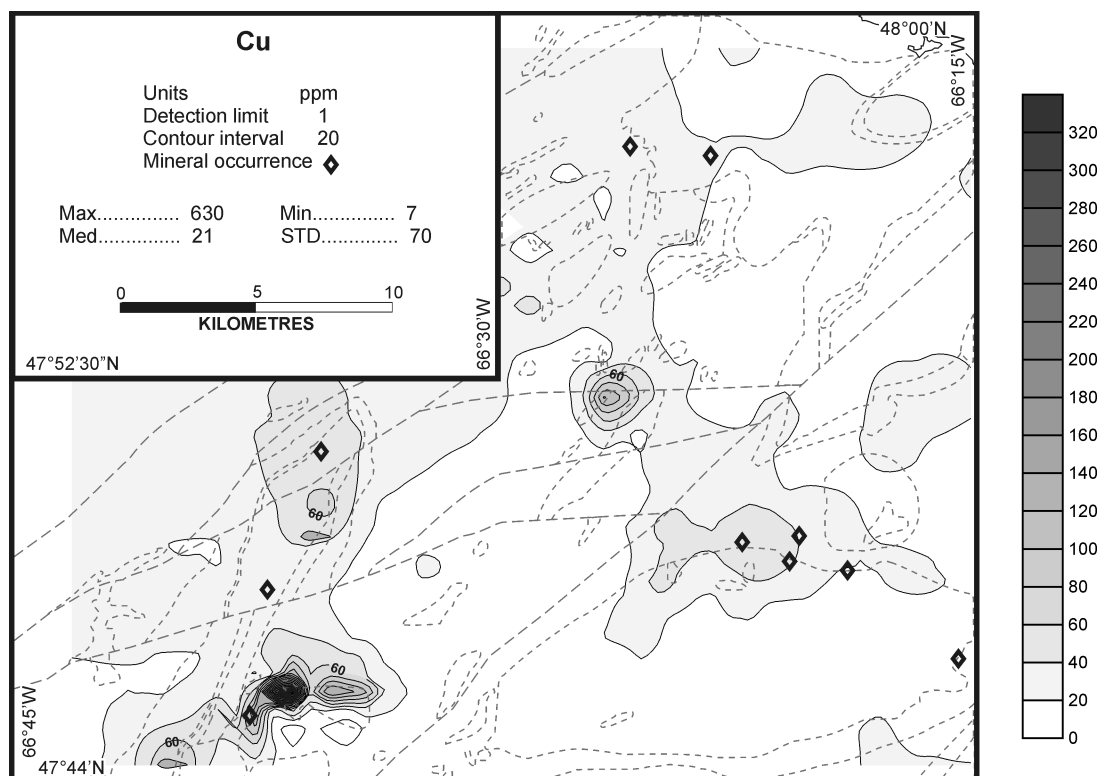 Cu
Units ppm
Detection limit 1
Contour interval 20
Mineral occurrence
Max............... 630 Min............... 7
Med............... 21 STD.............. 70
0 5 10
KILOMETRES
47°52'30"N
66°30'W
48°00'N
66°15'W
60
60
60
60
66°45'W
47°44'N
320
300
280
260
240
220
200
180
160
140
120
100
80
60
40
20
0